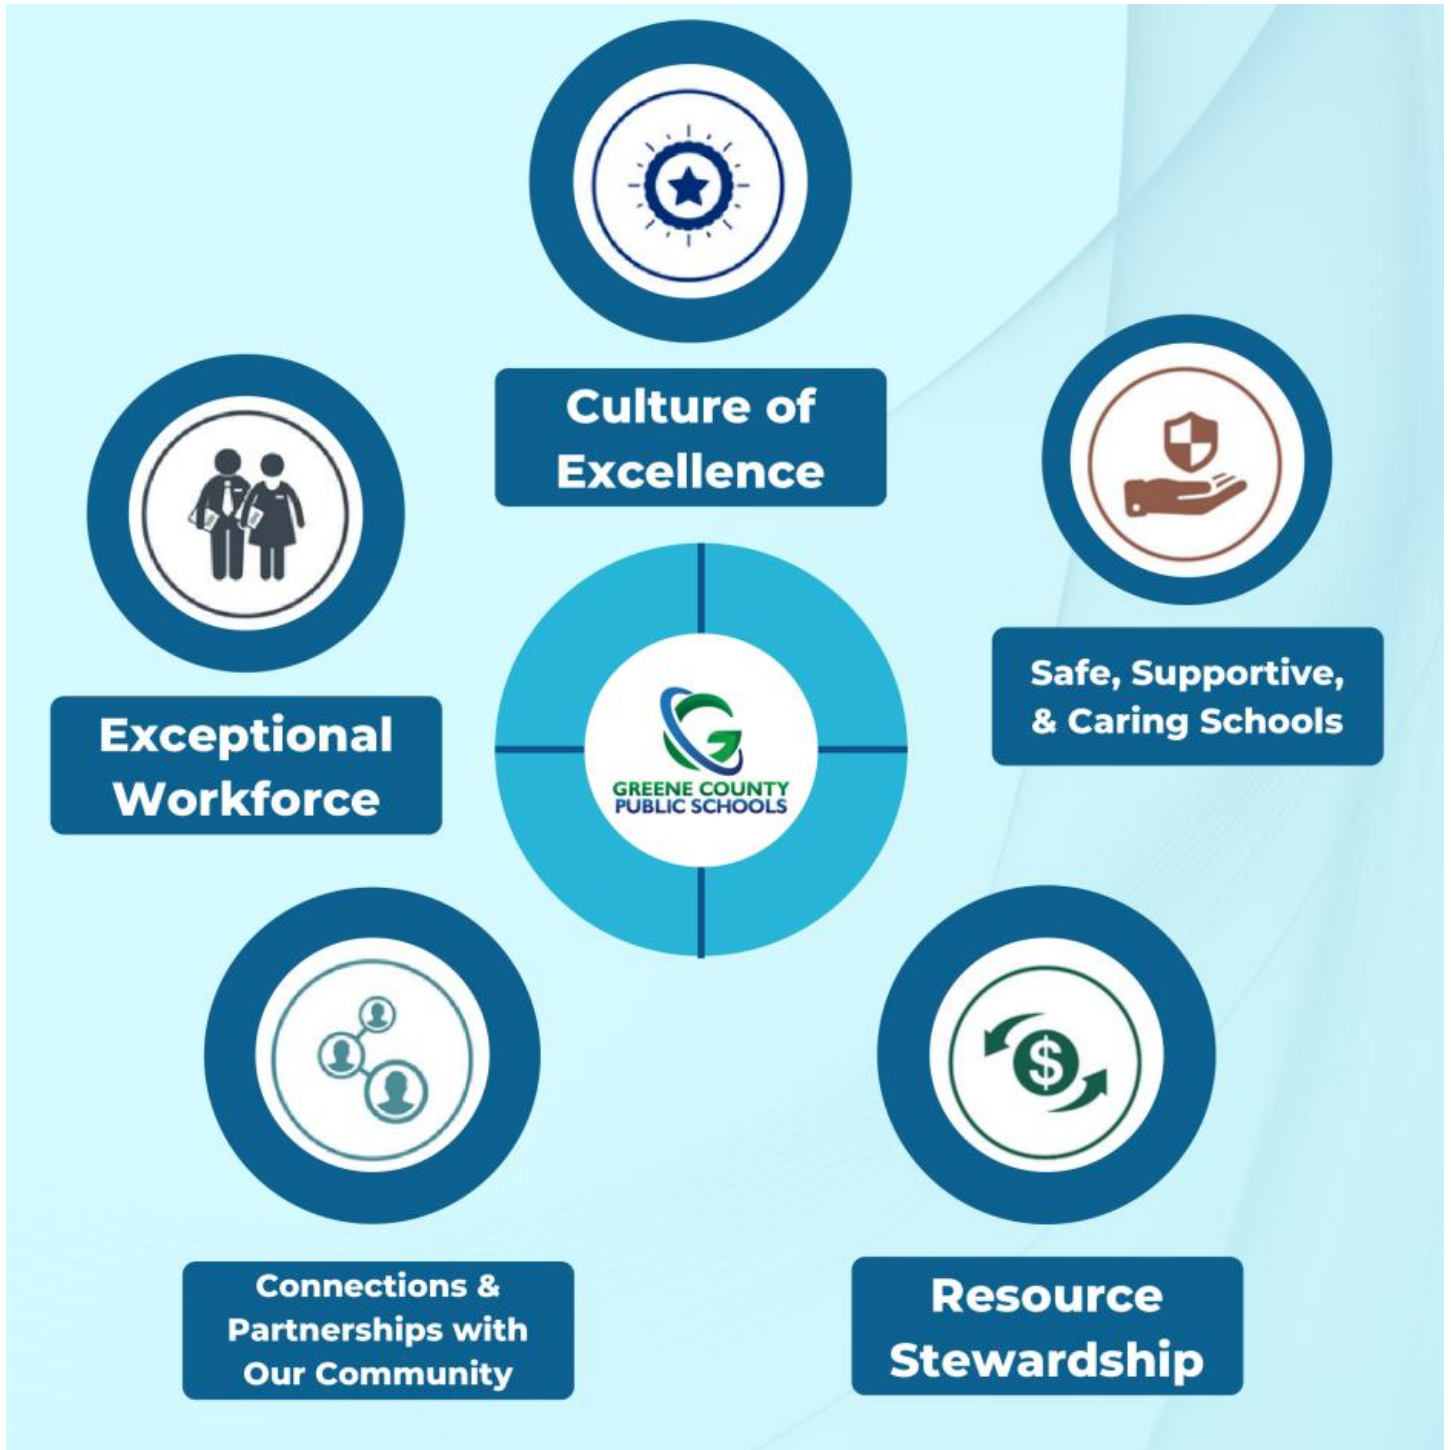 Culture of
Excellence
Safe, Supportive,
& Caring Schools
Exceptional
Workforce
GREENE COUNTY
PUBLIC SCHOOLS
$
Connections &
Partnerships with
Our Community
Resource
Stewardship